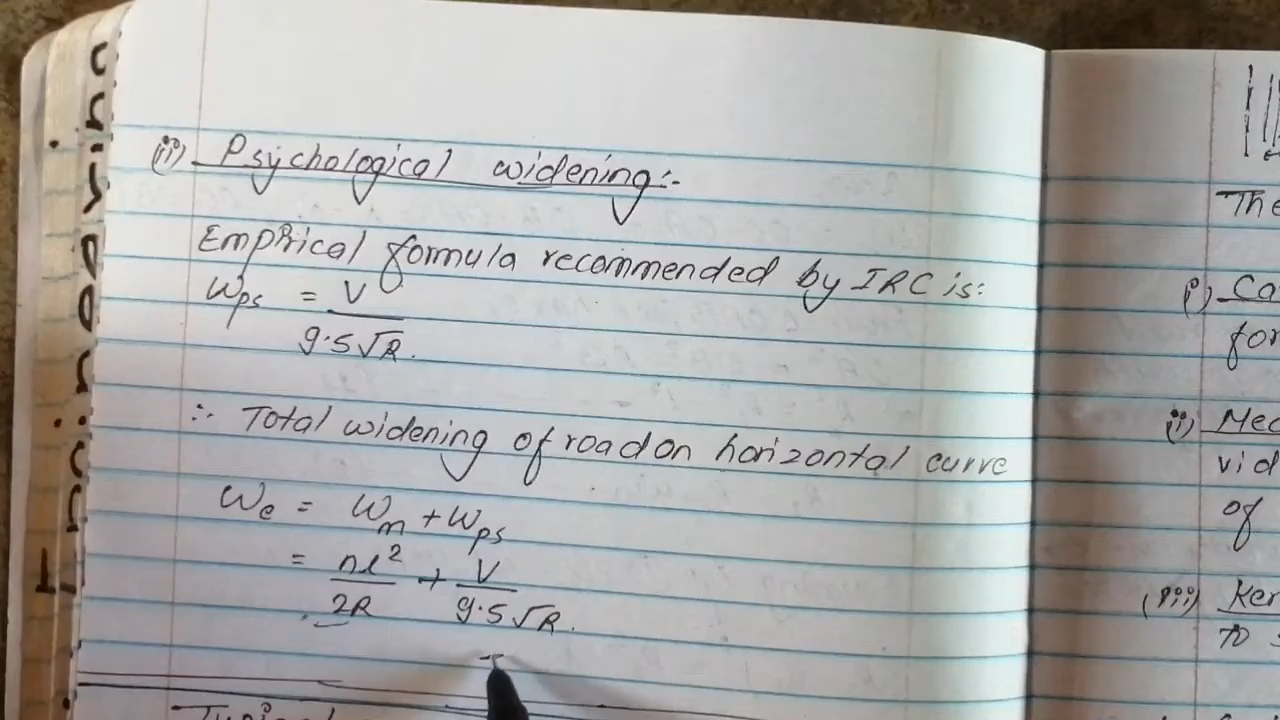 (ii) Psychological widening:-
Empirical formula recommended by IRC is:
Wps = V
9.5√R.
∴ Total widening of road on horizontal curve
We = Wm + Wps
= nl² / 2R + V / 9.5√R.
The
(i) Ca
for
(ii) Mec
vid
of
(iii) Ker
to s